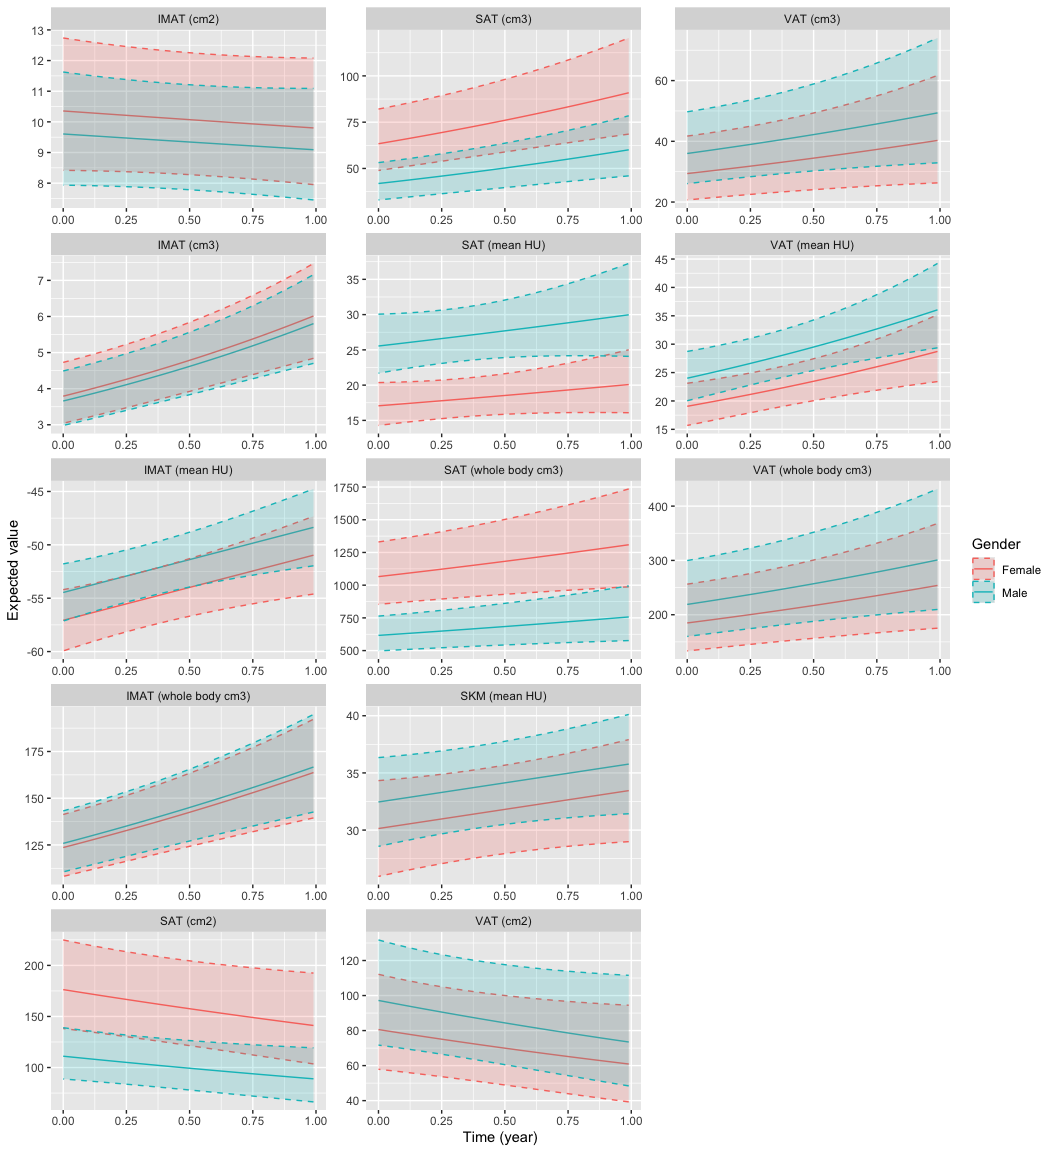 IMAT (cm2)
SAT (cm3)
VAT (cm3)
13
12
11
10
9
8
100
75
50
60
40
20
0.00 0.25 0.50 0.75 1.00
0.00 0.25 0.50 0.75 1.00
0.00 0.25 0.50 0.75 1.00
IMAT (cm3)
SAT (mean HU)
VAT (mean HU)
7
6
5
4
3
35
30
25
20
15
45
40
35
30
25
20
15
0.00 0.25 0.50 0.75 1.00
0.00 0.25 0.50 0.75 1.00
0.00 0.25 0.50 0.75 1.00
IMAT (mean HU)
SAT (whole body cm3)
VAT (whole body cm3)
-45
-50
-55
-60
1750
1500
1250
1000
750
500
400
300
200
0.00 0.25 0.50 0.75 1.00
0.00 0.25 0.50 0.75 1.00
0.00 0.25 0.50 0.75 1.00
Expected value
Gender
Female
Male
IMAT (whole body cm3)
SKM (mean HU)
175
150
125
40
35
30
0.00 0.25 0.50 0.75 1.00
0.00 0.25 0.50 0.75 1.00
SAT (cm2)
VAT (cm2)
200
150
100
120
100
80
60
40
0.00 0.25 0.50 0.75 1.00
0.00 0.25 0.50 0.75 1.00
Time (year)